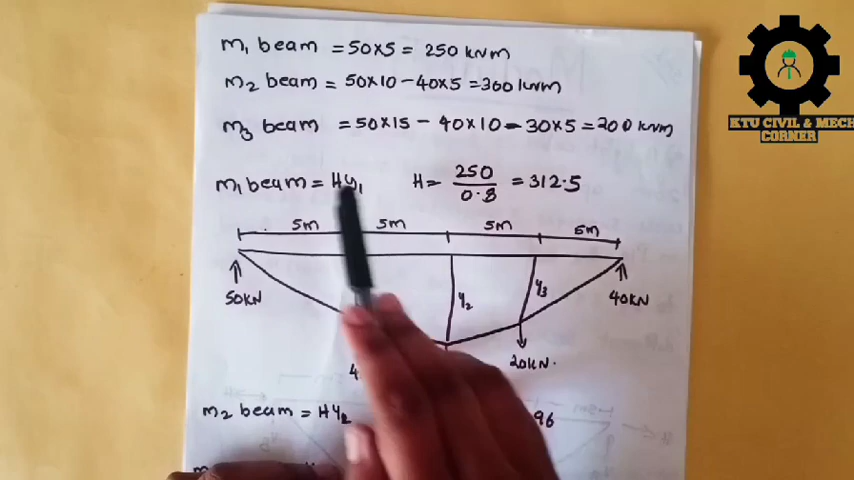 m1 beam = 50×5 = 250 kNm
m2 beam = 50×10 - 40×5 = 300 kNm
m3 beam = 50×15 - 40×10 - 30×5 = 200 kNm
m1 beam = Hy1 H = 250/0.8 = 312.5
5m 5m 5m 5m
y2 y3
50kN 40KN
20KN.
m2 beam = Hy2 96
KTU CIVIL & MECH
CORNER